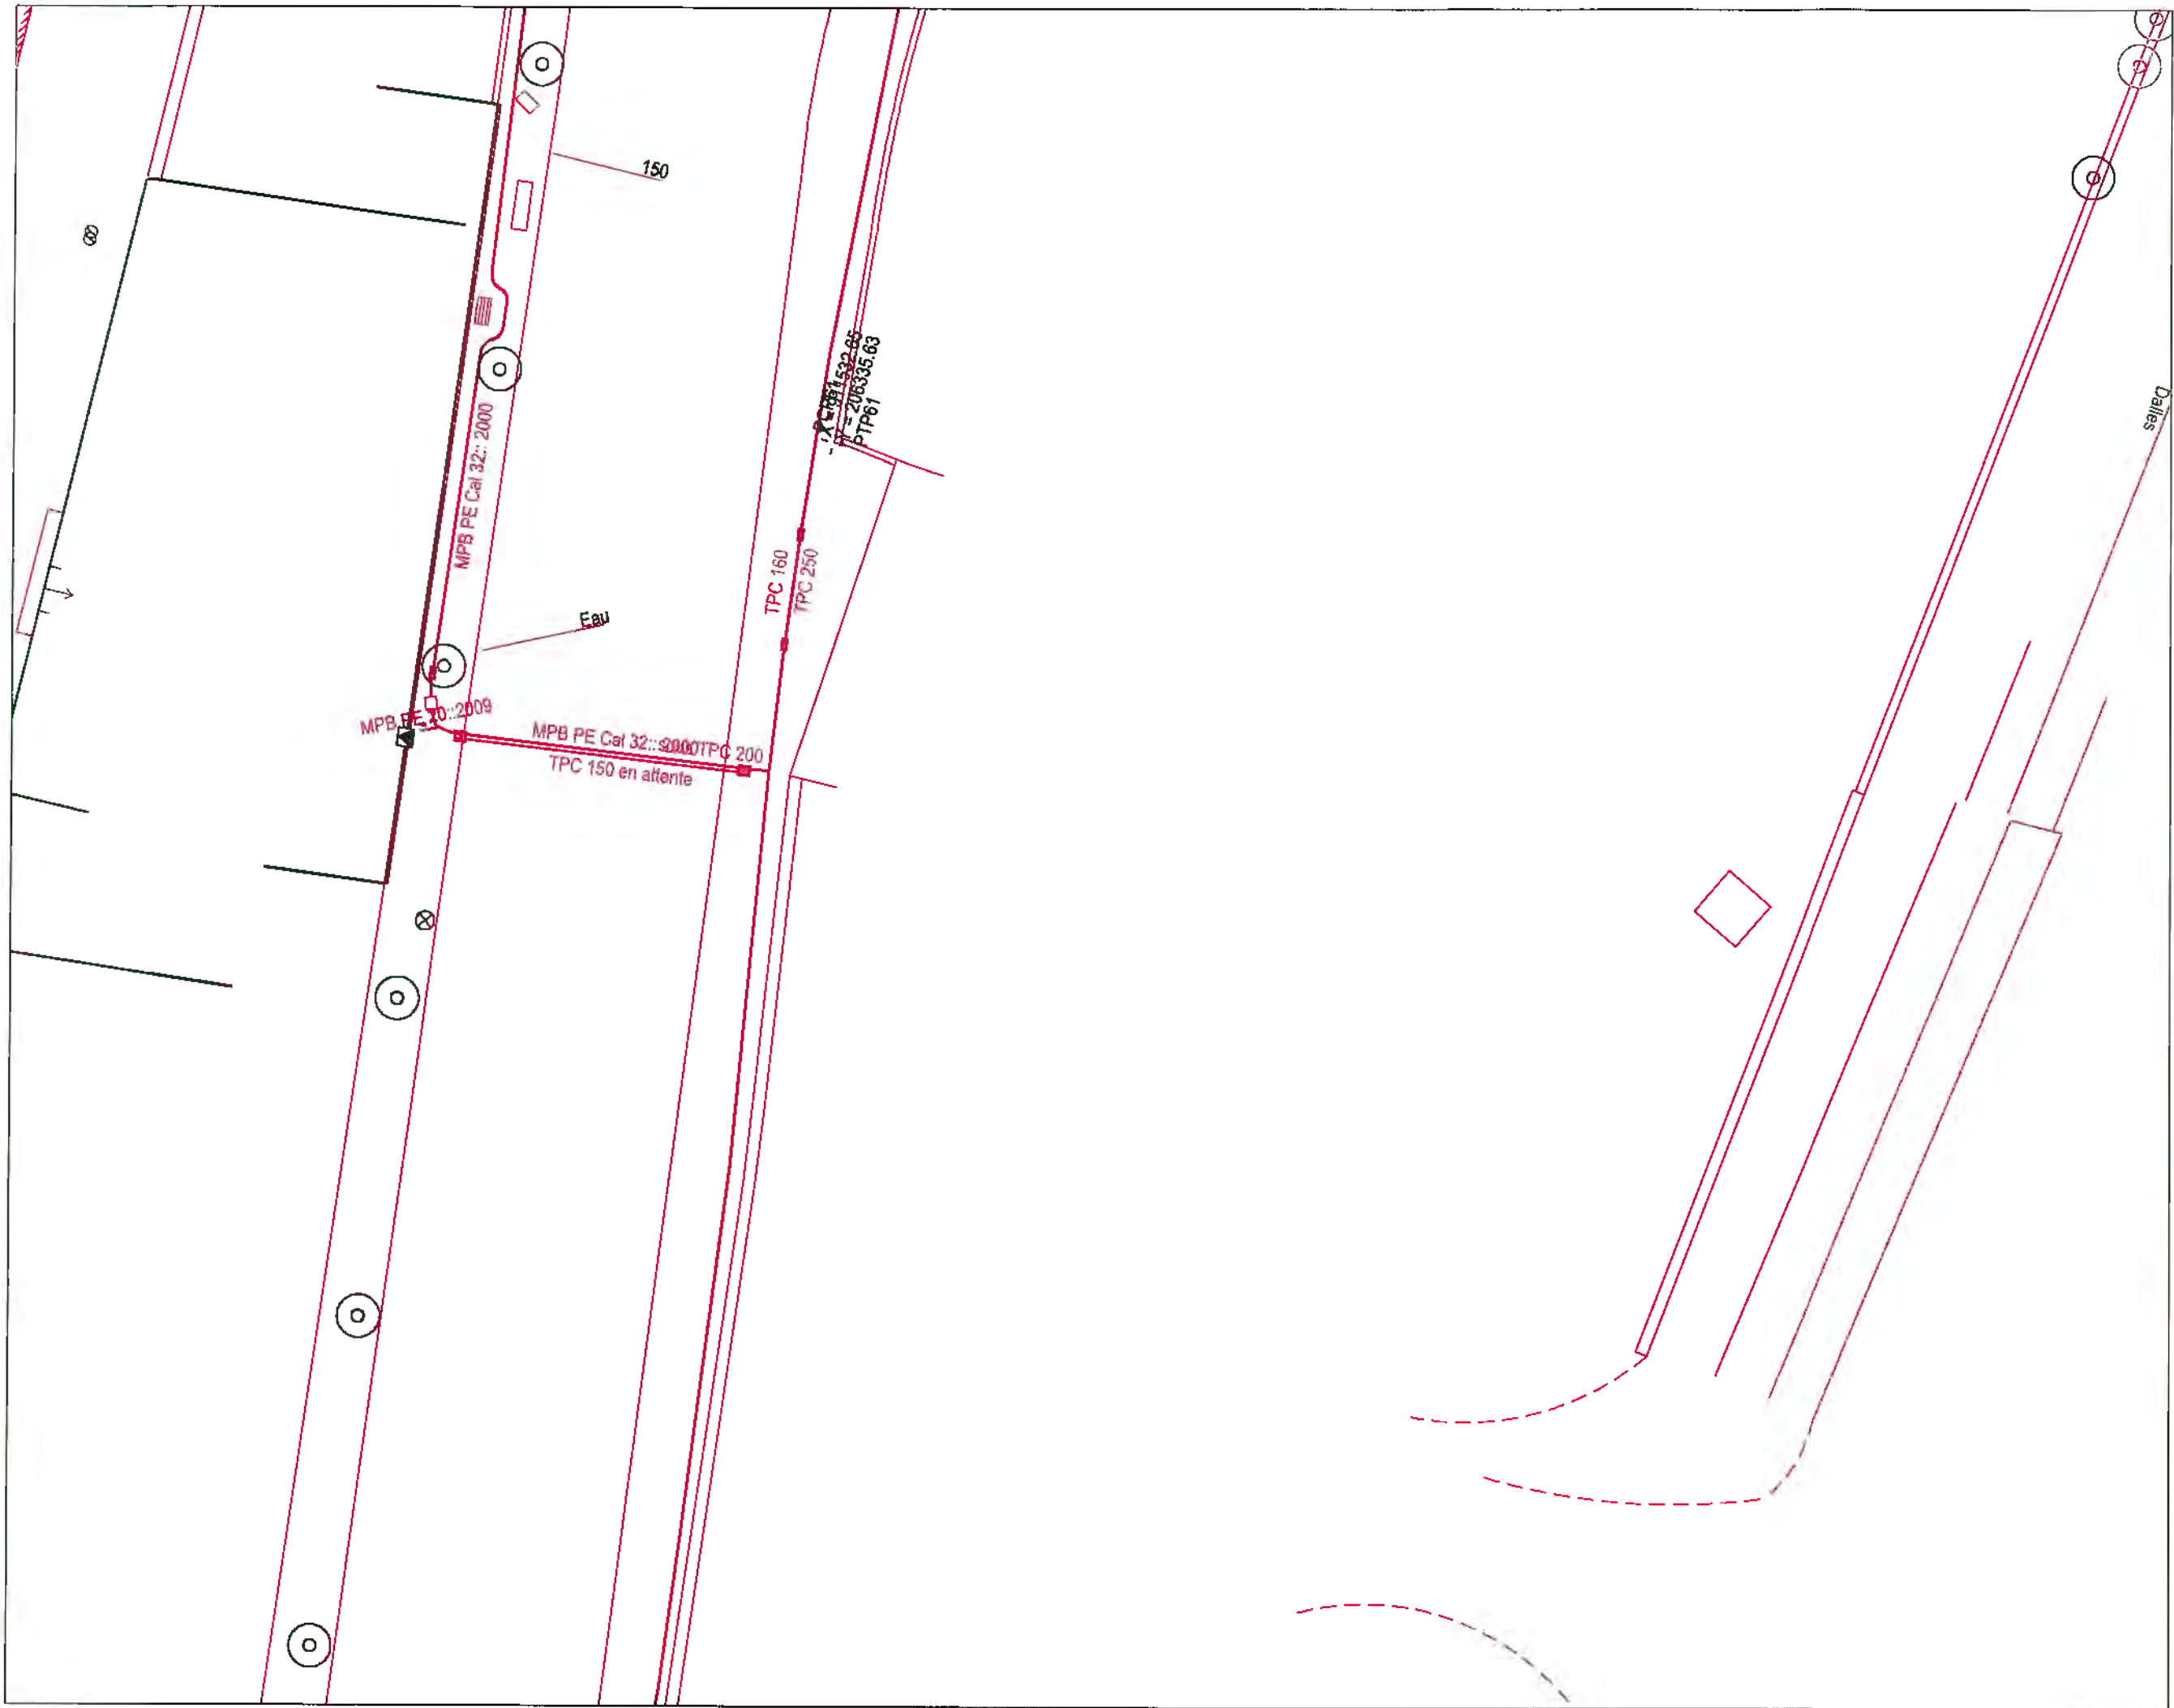 150
MPB PE Cal 32:: 2000
Y = 206335.63
PTP61
Dalles
TPC 160
TPC 250
Eau
MPB PE 20::2009
MPB PE Cal 32::
TPC 200
TPC 150 en attente